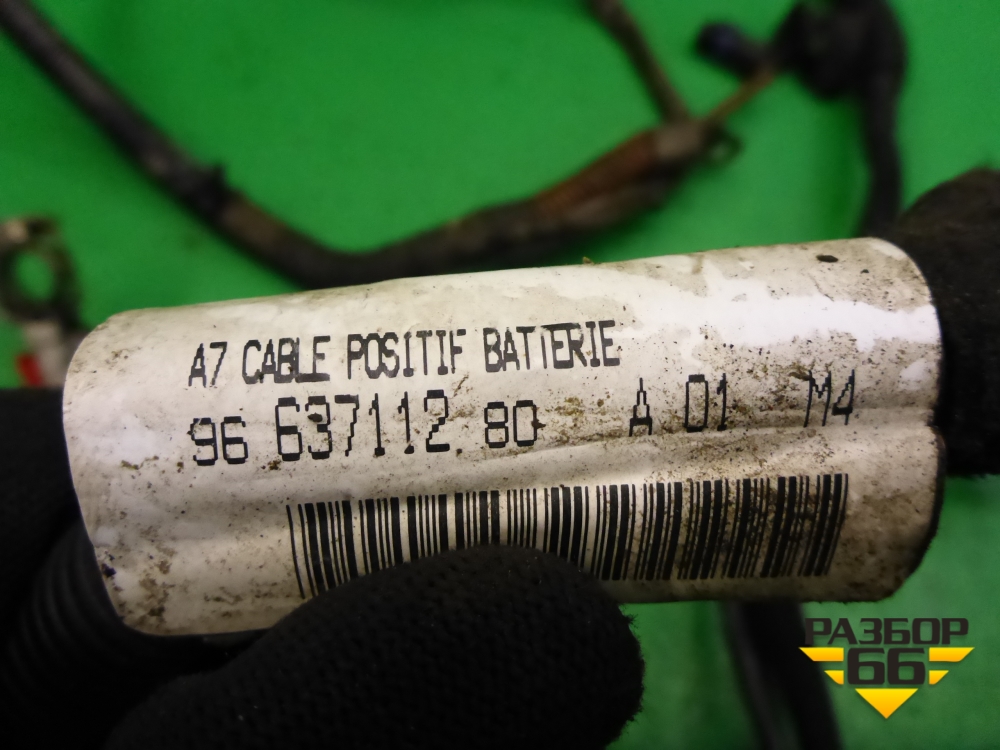 A7 CABLE POSITIF BATTERIE
96 637112 80 A 01 M4
РАЗБОР
66